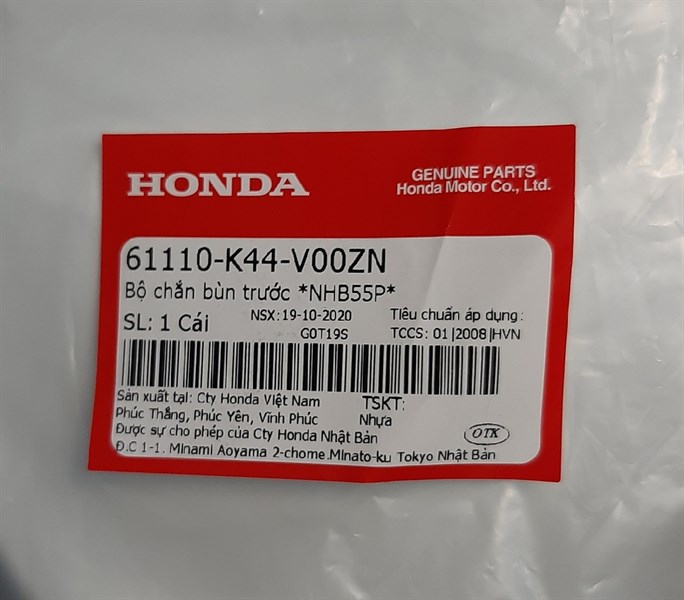 HONDA
GENUINE PARTS
Honda Motor Co., Ltd.
61110-K44-V00ZN
Bộ chắn bùn trước *NHB55P*
SL: 1 Cái
NSX:19-10-2020
G0T19S
Tiêu chuẩn áp dụng:
TCCS: 01|2008|HVN
Sản xuất tại: Cty Honda Việt Nam
Phúc Thắng, Phúc Yên, Vĩnh Phúc
TSKT:
Nhựa
Được sự cho phép của Cty Honda Nhật Bản
Đ.C 1-1. Minami Aoyama 2-chome.Minato-ku Tokyo Nhật Bản
OTK